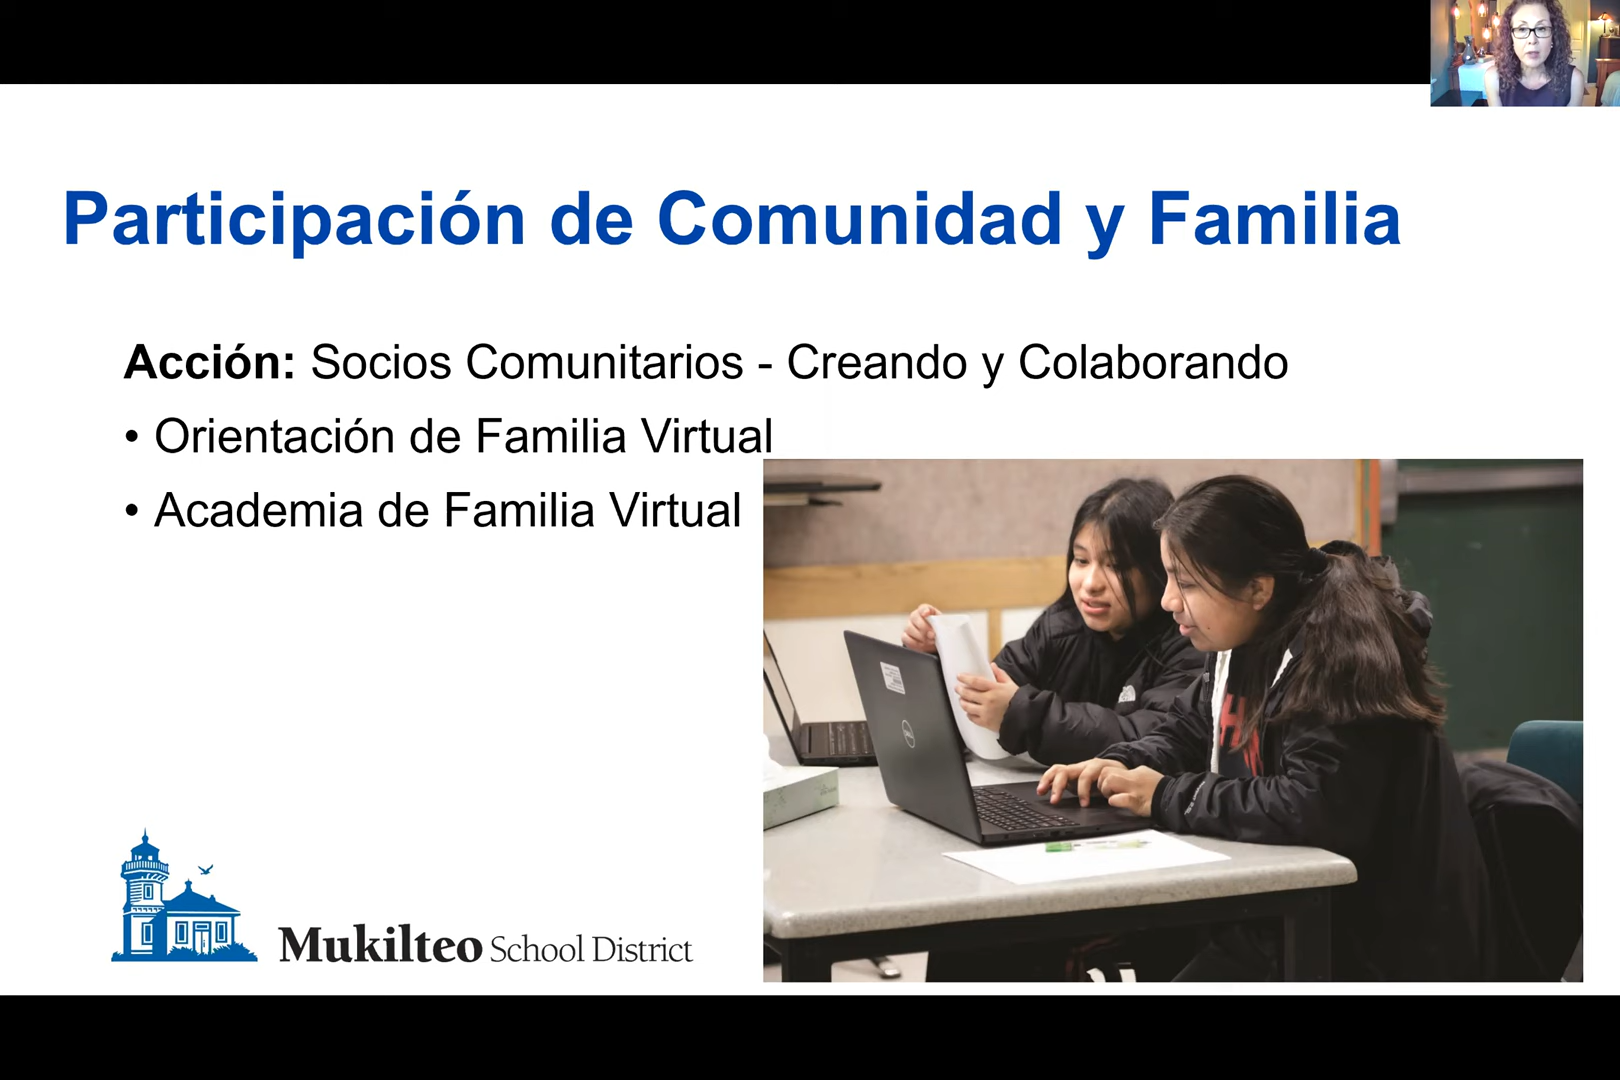 Participación de Comunidad y Familia
Acción: Socios Comunitarios - Creando y Colaborando
• Orientación de Familia Virtual
• Academia de Familia Virtual
DELL
Mukilteo School District